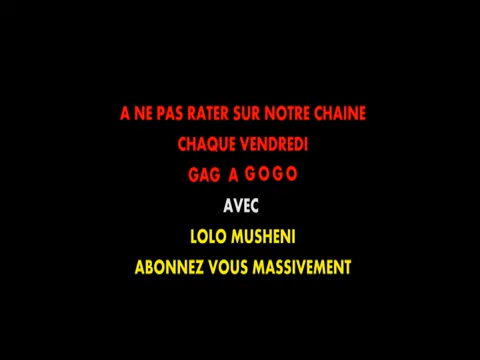 A NE PAS RATER SUR NOTRE CHAINE
CHAQUE VENDREDI
GAG A GOGO
AVEC
LOLO MUSHENI
ABONNEZ VOUS MASSIVEMENT